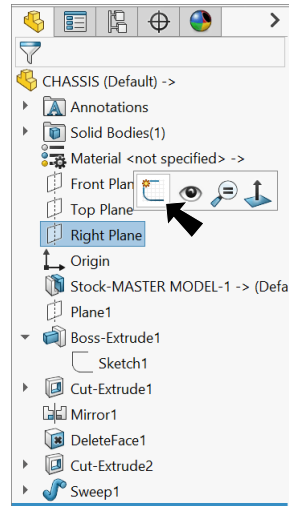 CHASSIS (Default) ->
Annotations
Solid Bodies(1)
Material <not specified> ->
Front Plan
Top Plane
Right Plane
Origin
Stock-MASTER MODEL-1 -> (Defa
Plane1
Boss-Extrude1
Sketch1
Cut-Extrude1
Mirror1
DeleteFace1
Cut-Extrude2
Sweep1